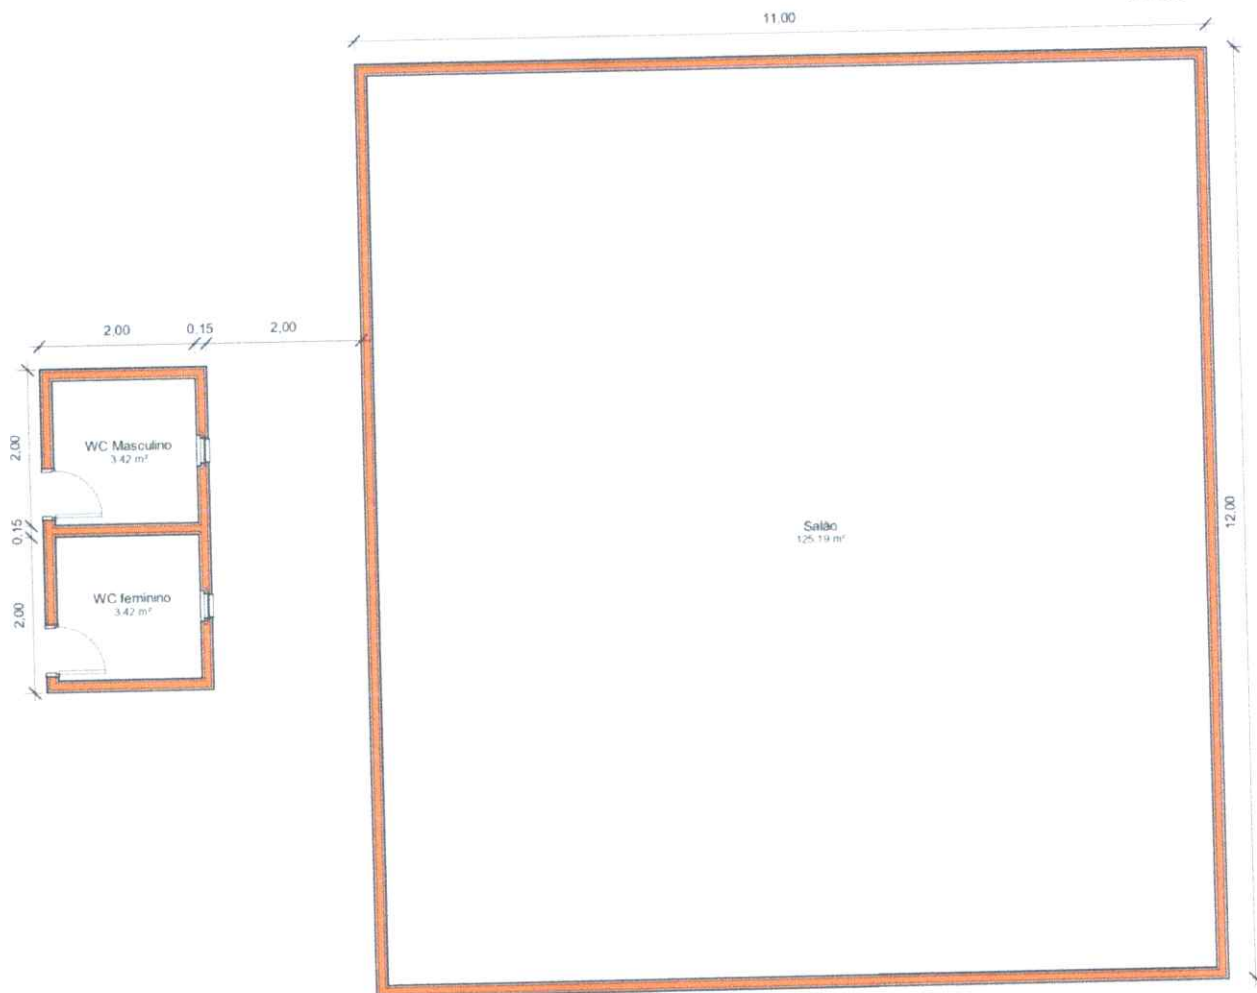 11.00
2,00 0,15 2,00
2,00
WC Masculino
3.42 m²
0,15
Salão
125.19 m²
12.00
WC feminino
3.42 m²
2,00